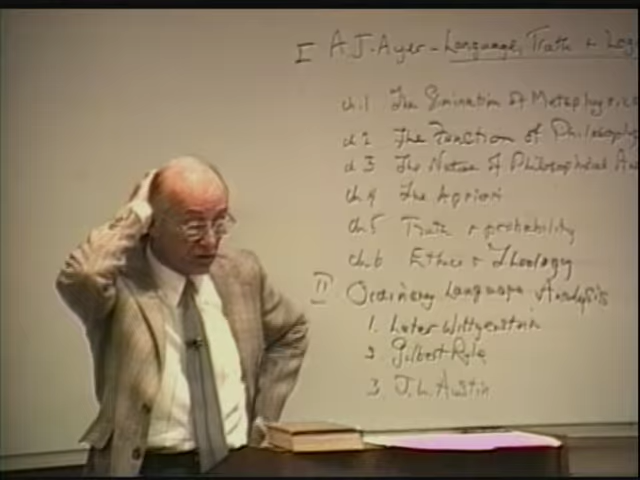 I A.J. Ayer - Language, Truth + Log
ch.1 The Elimination of Metaphysics
ch 2 The Function of Philosophy
ch 3 The Nature of Philosophical An
ch.4 The Apriori
ch.5 Truth + probability
ch.6 Ethics + Theology
II Ordinary Language Analysis
1. Later Wittgenstein
2. Gilbert Ryle
3. J.L. Austin